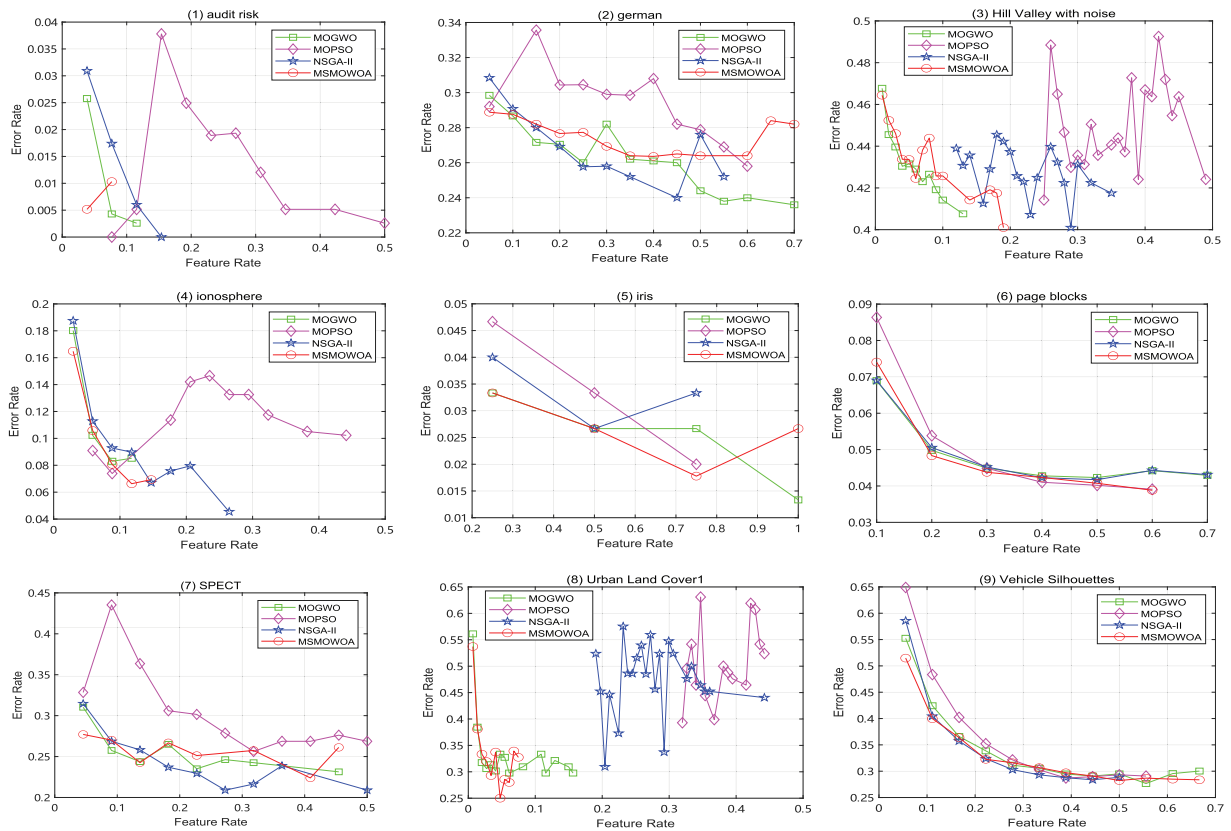 (1) audit risk
0.04
0.035
0.03
0.025
0.02
0.015
0.01
0.005
0
Error Rate
0 0.1 0.2 0.3 0.4 0.5
Feature Rate
MOGWO
MOPSO
NSGA-II
MSMOWOA
(2) german
0.34
0.32
0.3
0.28
0.26
0.24
0.22
Error Rate
0 0.1 0.2 0.3 0.4 0.5 0.6 0.7
Feature Rate
MOGWO
MOPSO
NSGA-II
MSMOWOA
(3) Hill Valley with noise
0.5
0.48
0.46
0.44
0.42
0.4
Error Rate
0 0.1 0.2 0.3 0.4 0.5
Feature Rate
MOGWO
MOPSO
NSGA-II
MSMOWOA
(4) ionosphere
0.2
0.18
0.16
0.14
0.12
0.1
0.08
0.06
0.04
Error Rate
0 0.1 0.2 0.3 0.4 0.5
Feature Rate
MOGWO
MOPSO
NSGA-II
MSMOWOA
(5) iris
0.05
0.045
0.04
0.035
0.03
0.025
0.02
0.015
0.01
Error Rate
0.2 0.3 0.4 0.5 0.6 0.7 0.8 0.9 1
Feature Rate
MOGWO
MOPSO
NSGA-II
MSMOWOA
(6) page blocks
0.09
0.08
0.07
0.06
0.05
0.04
0.03
Error Rate
0.1 0.2 0.3 0.4 0.5 0.6 0.7
Feature Rate
MOGWO
MOPSO
NSGA-II
MSMOWOA
(7) SPECT
0.45
0.4
0.35
0.3
0.25
0.2
Error Rate
0 0.1 0.2 0.3 0.4 0.5
Feature Rate
MOGWO
MOPSO
NSGA-II
MSMOWOA
(8) Urban Land Cover1
0.65
0.6
0.55
0.5
0.45
0.4
0.35
0.3
0.25
Error Rate
0 0.1 0.2 0.3 0.4 0.5
Feature Rate
MOGWO
MOPSO
NSGA-II
MSMOWOA
(9) Vehicle Silhouettes
0.65
0.6
0.55
0.5
0.45
0.4
0.35
0.3
0.25
Error Rate
0 0.1 0.2 0.3 0.4 0.5 0.6 0.7
Feature Rate
MOGWO
MOPSO
NSGA-II
MSMOWOA